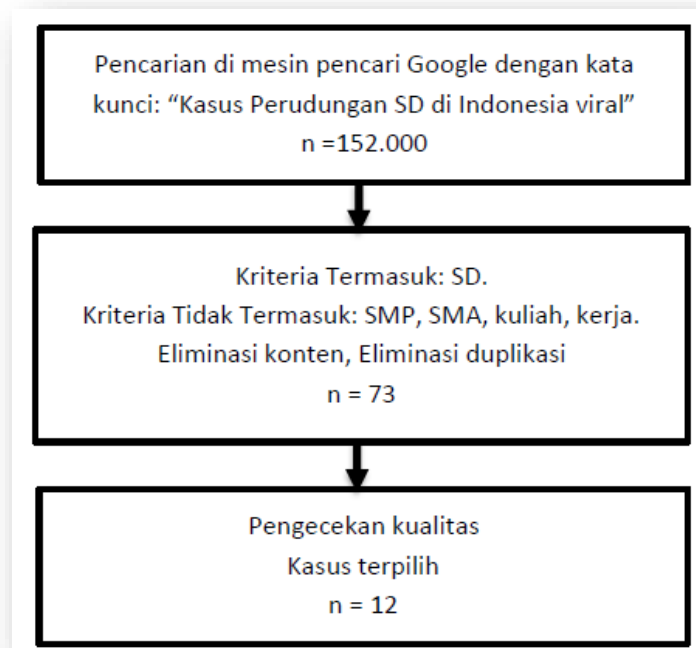 Pencarian di mesin pencari Google dengan kata
kunci: “Kasus Perudungan SD di Indonesia viral”
n =152.000
Kriteria Termasuk: SD.
Kriteria Tidak Termasuk: SMP, SMA, kuliah, kerja.
Eliminasi konten, Eliminasi duplikasi
n = 73
Pengecekan kualitas
Kasus terpilih
n = 12